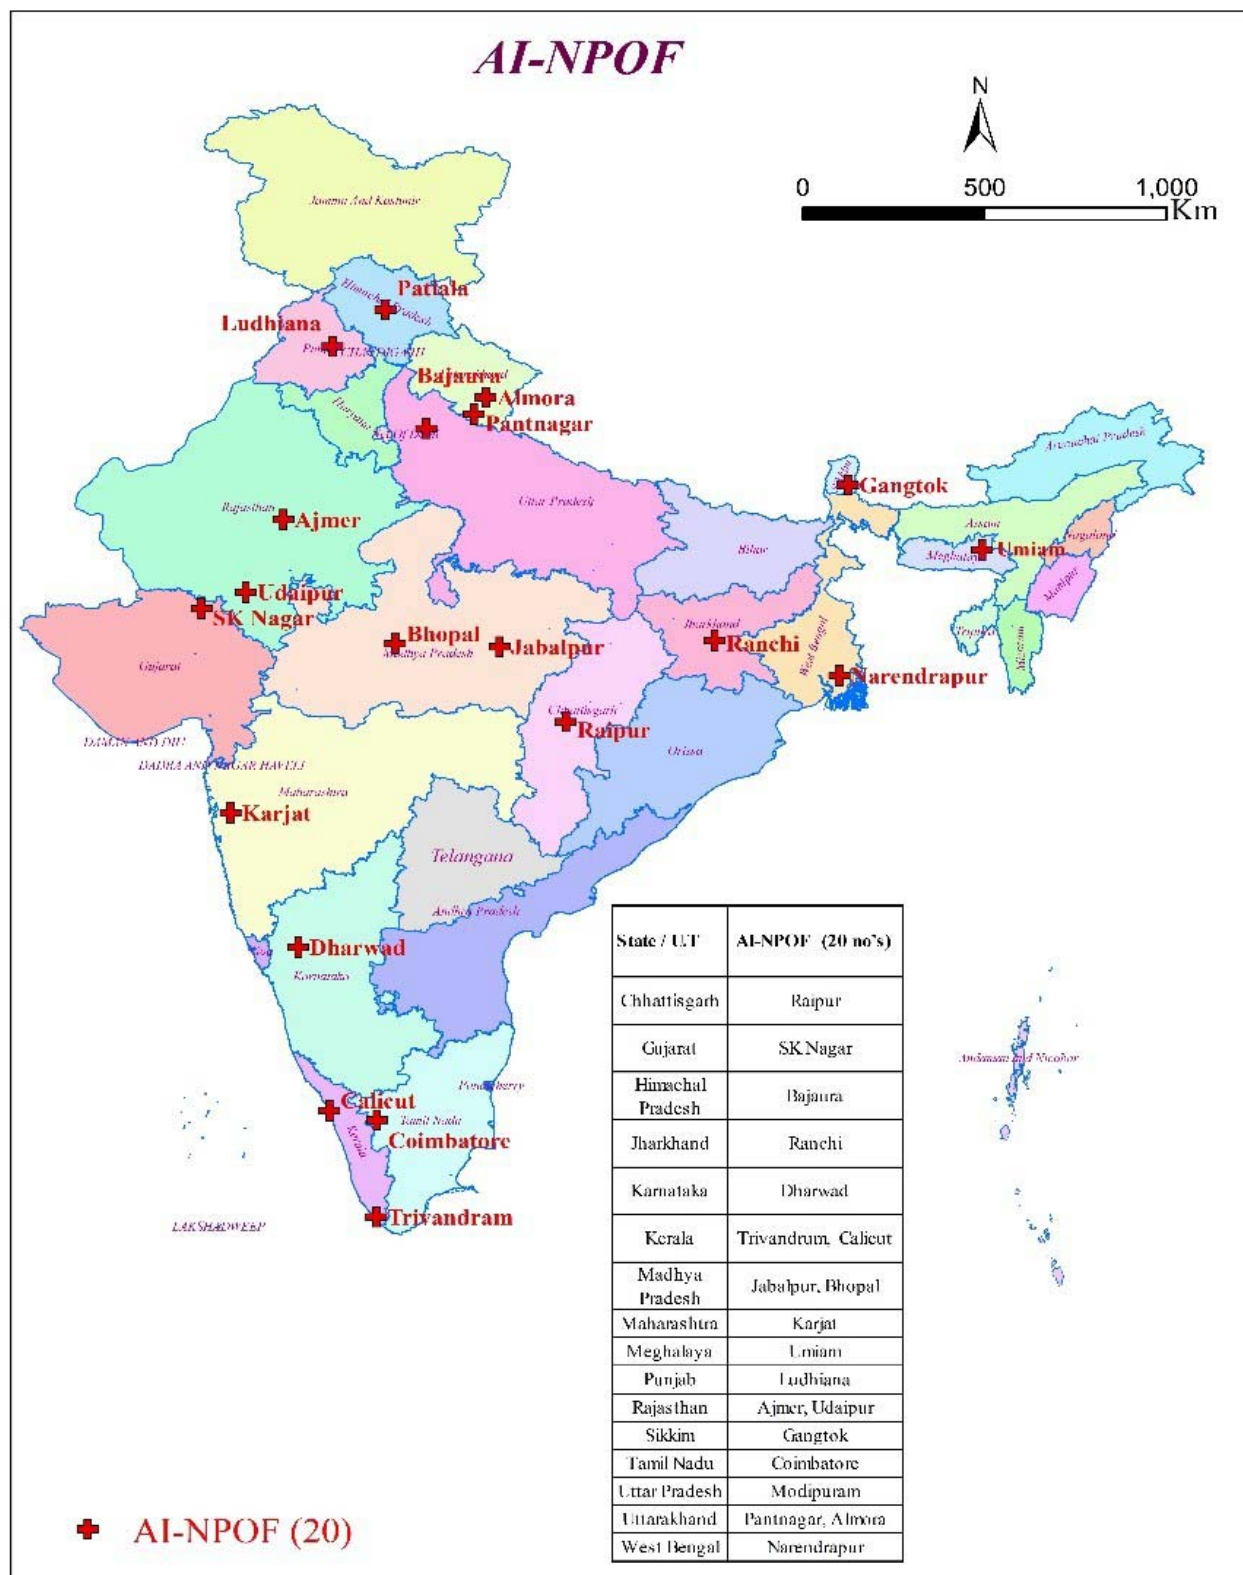 AI-NPOF
N
0 500 1,000
Km
Jammu And Kashmir
Pattala
Himachal Pradesh
Ludhiana
CHANDIGARH
Bajaura
Almora
Pantnagar
Haryana
Arunachal Pradesh
Gangtok
Uttar Pradesh
Rajasthan
Ajmer
Assam
Nagaland
Bihar
Meghalaya
Umiam
Manipur
Udaipur
SK Nagar
Tripura
Mizoram
Bhopal
Jharkhand
Ranchi
Jabalpur
Madhya Pradesh
West Bengal
Gujarat
Narendrapur
Chhattisgarh
Raipur
DAMAN AND DIU
Orissa
DADRA AND NAGAR HAVELI
Maharashtra
Karjat
Telangana
Andhra Pradesh
Goa
Dharwad
Karnataka
State / U.T AI-NPOF (20 no's)
Chhattisgarh Raipur
Gujarat SK Nagar
Andaman and Nicobar
Himachal
Pradesh Bajaura
Pondicherry
Calicut
Tamil Nadu
Coimbatore
Kerala
Jharkhand Ranchi
Karnataka Dharwad
Trivandram
LAKSHADWEEP
Kerala Trivandrum, Calicut
Madhya
Pradesh Jabalpur, Bhopal
Maharashtra Karjat
Meghalaya Umiam
Punjab Ludhiana
Rajasthan Ajmer, Udaipur
Sikkim Gangtok
Tamil Nadu Coimbatore
Uttar Pradesh Modipuram
Uttarakhand Pantnagar, Almora
West Bengal Narendrapur
AI-NPOF (20)